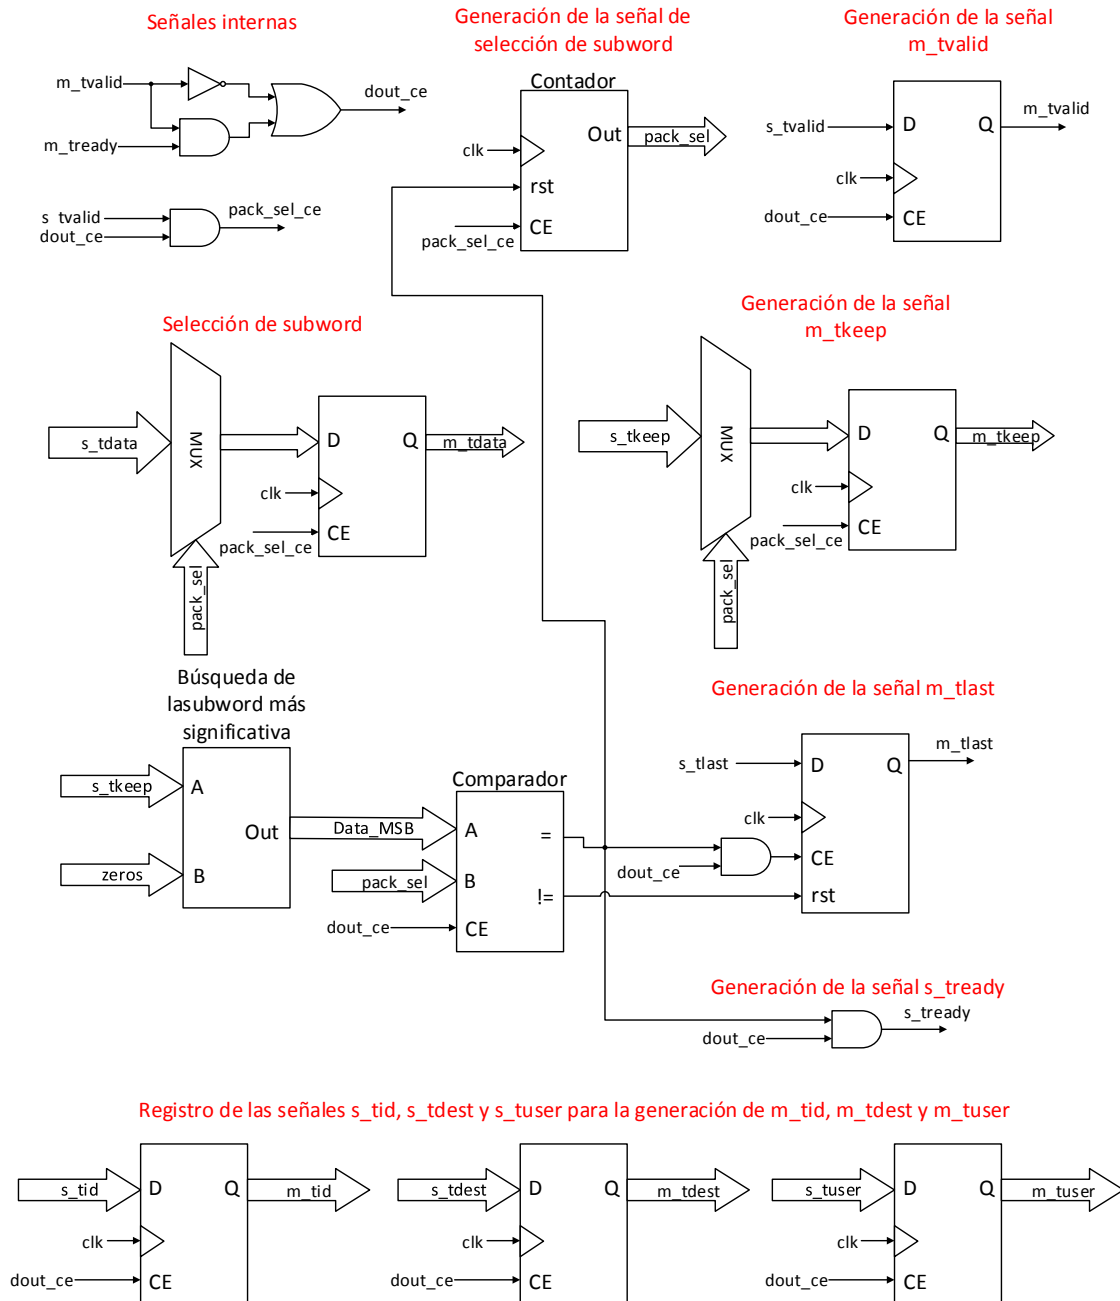 Señales internas
m_tvalid
m_tready
dout_ce
s_tvalid
dout_ce
pack_sel_ce
Generación de la señal de
selección de subword
Contador
Out
pack_sel
clk
rst
CE
pack_sel_ce
Generación de la señal
m_tvalid
s_tvalid
D
Q
m_tvalid
clk
dout_ce
CE
Selección de subword
s_tdata
MUX
pack_sel
D
Q
m_tdata
clk
CE
pack_sel_ce
Generación de la señal
m_tkeep
s_tkeep
MUX
pack_sel
D
Q
m_tkeep
clk
CE
pack_sel_ce
Búsqueda de
lasubword más
significativa
s_tkeep
A
Out
zeros
B
Data_MSB
Comparador
A
=
pack_sel
B
!=
dout_ce
CE
Generación de la señal m_tlast
s_tlast
D
Q
m_tlast
clk
dout_ce
CE
rst
Generación de la señal s_tready
dout_ce
s_tready
Registro de las señales s_tid, s_tdest y s_tuser para la generación de m_tid, m_tdest y m_tuser
s_tid
D
Q
m_tid
clk
dout_ce
CE
s_tdest
D
Q
m_tdest
clk
dout_ce
CE
s_tuser
D
Q
m_tuser
clk
dout_ce
CE